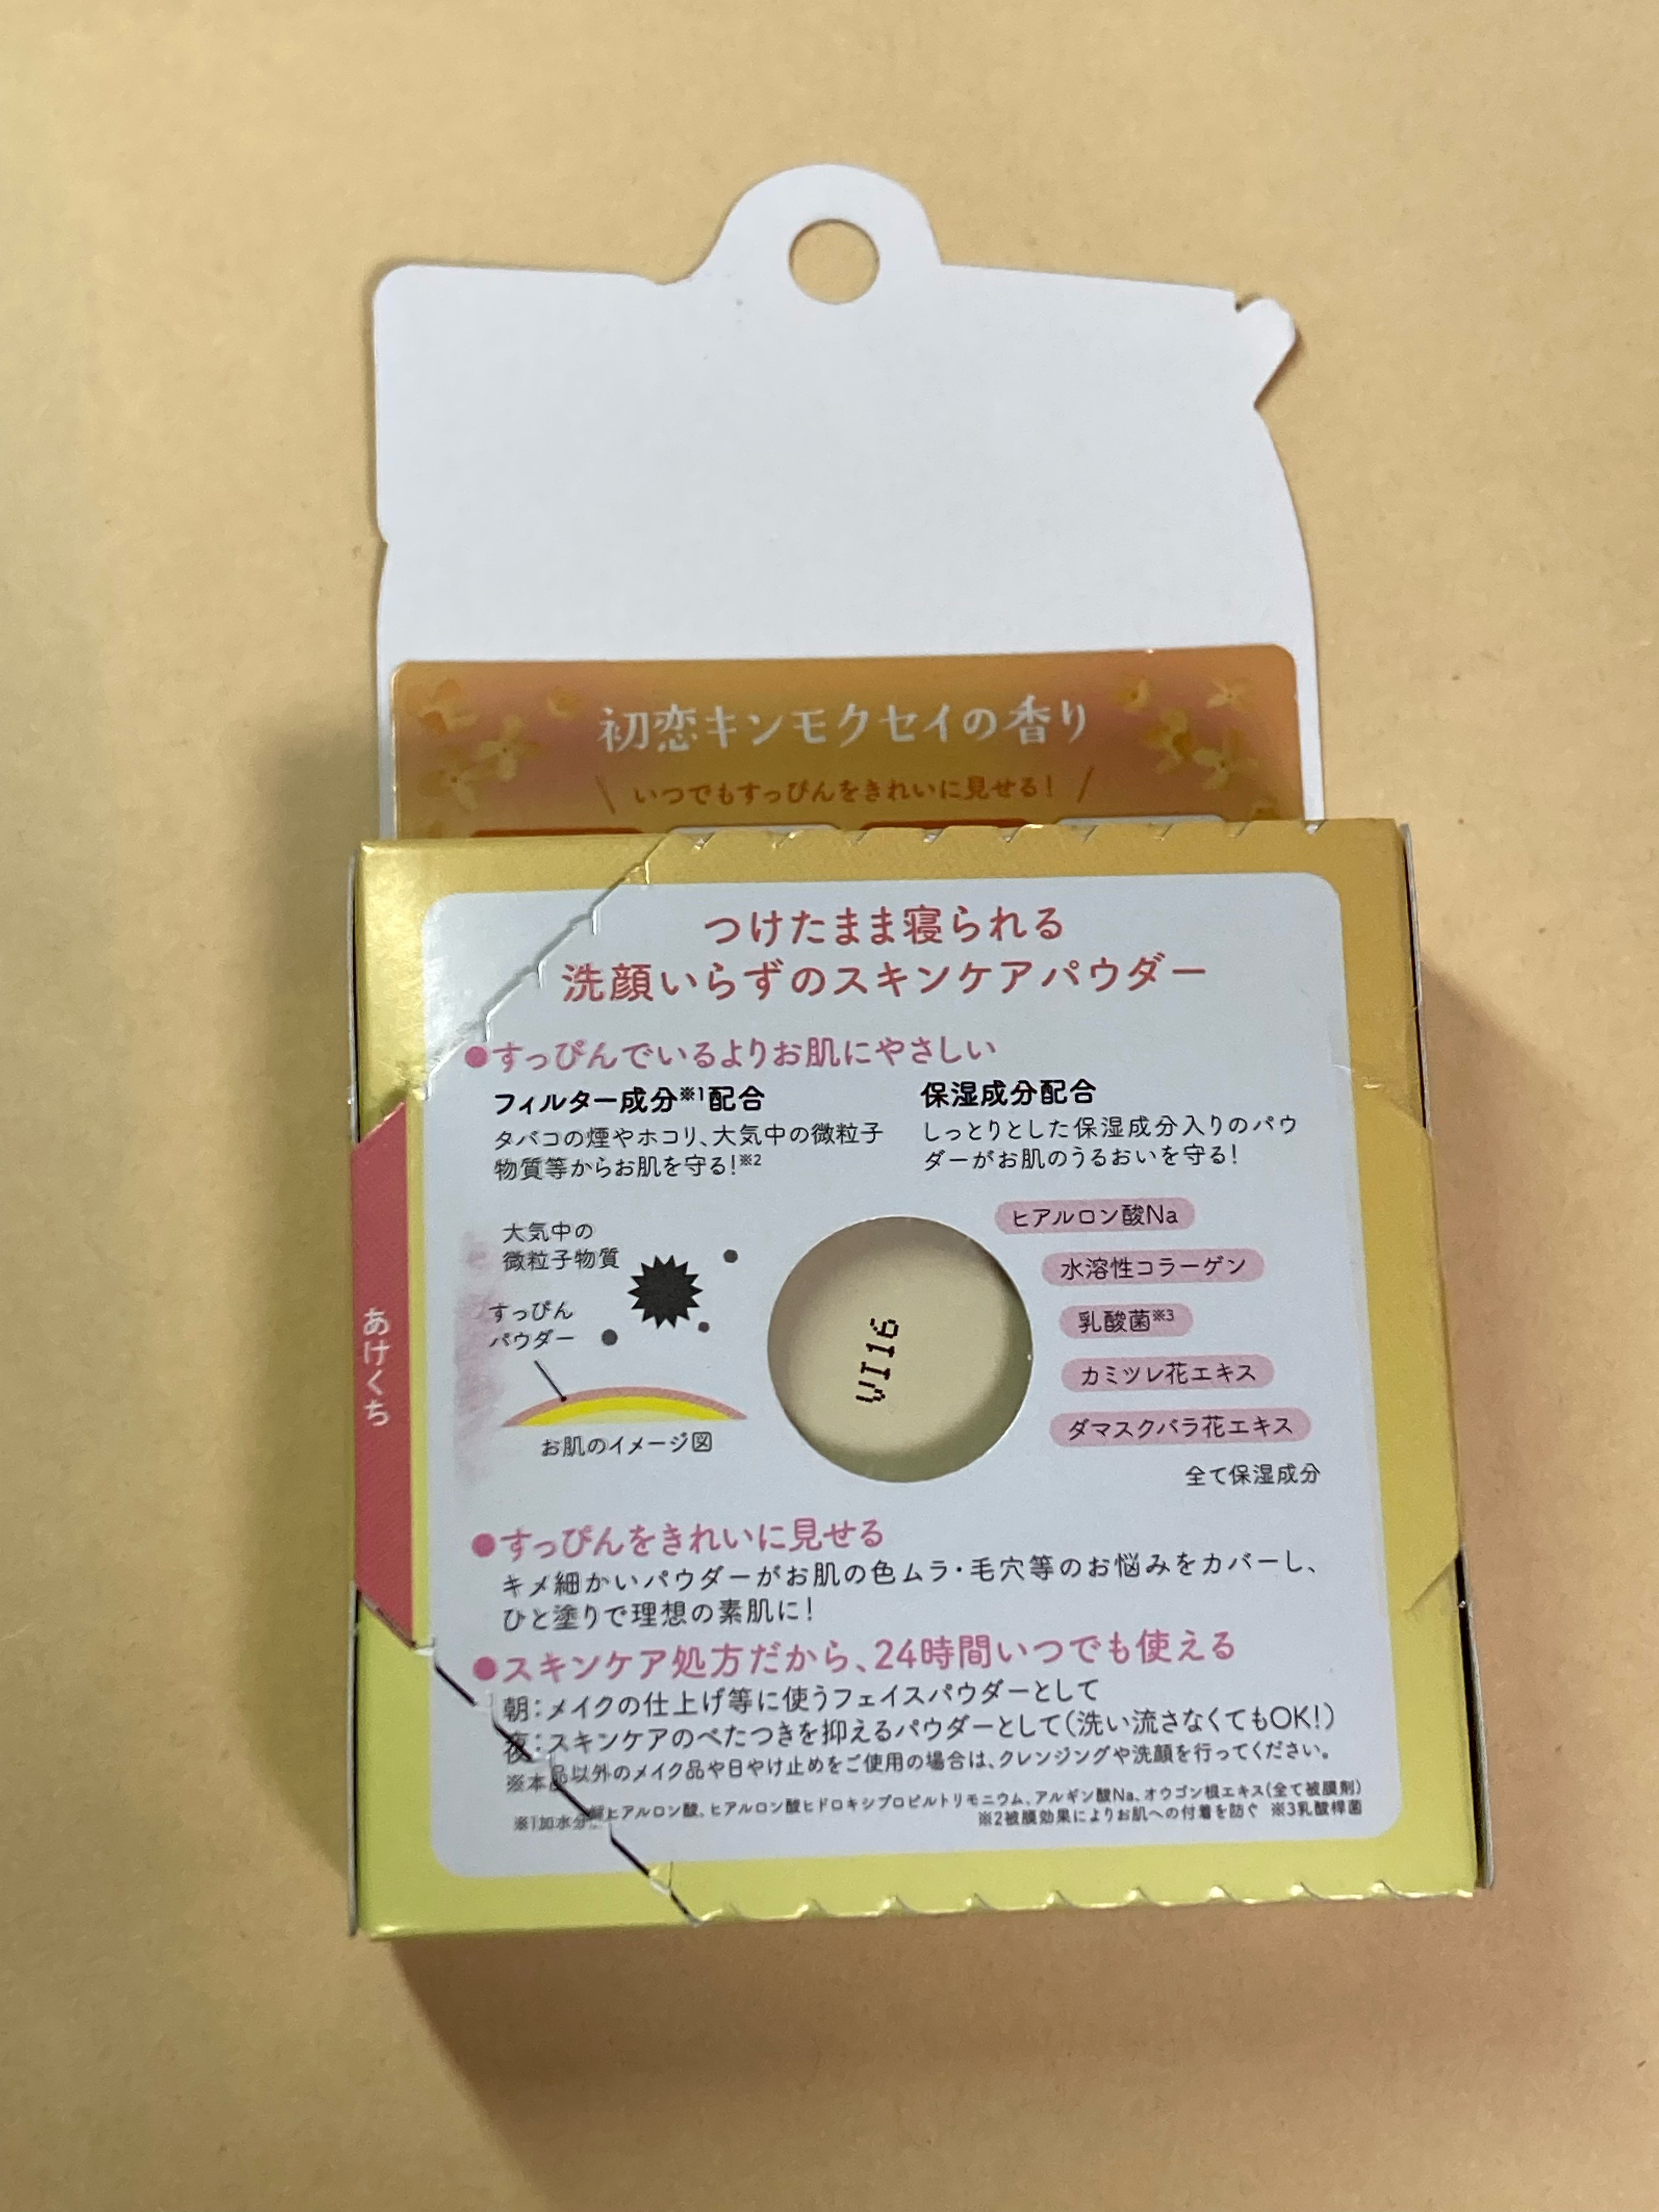 初恋キンモクセイの香り
いつでもすっぴんをきれいに見せる!
つけたまま寝られる
洗顔いらずのスキンケアパウダー
●すっぴんでいるよりお肌にやさしい
フィルター成分※1配合
タバコの煙やホコリ、大気中の微粒子
物質等からお肌を守る!※2
保湿成分配合
しっとりとした保湿成分入りのパウ
ダーがお肌のうるおいを守る!
大気中の
微粒子物質
すっぴん
パウダー
お肌のイメージ図
VI16
ヒアルロン酸Na
水溶性コラーゲン
乳酸菌※3
カミツレ花エキス
ダマスクバラ花エキス
全て保湿成分
あけくち
●すっぴんをきれいに見せる
キメ細かいパウダーがお肌の色ムラ・毛穴等のお悩みをカバーし、
ひと塗りで理想の素肌に!
●スキンケア処方だから、24時間いつでも使える
朝:メイクの仕上げ等に使うフェイスパウダーとして
夜:スキンケアのべたつきを抑えるパウダーとして(洗い流さなくてもOK!)
※本品以外のメイク品や日やけ止めをご使用の場合は、クレンジングや洗顔を行ってください。
※1加水分解ヒアルロン酸、ヒアルロン酸ヒドロキシプロピルトリモニウム、アルギン酸Na、オウゴン根エキス(全て被膜剤)
※2被膜効果によりお肌への付着を防ぐ ※3乳酸桿菌